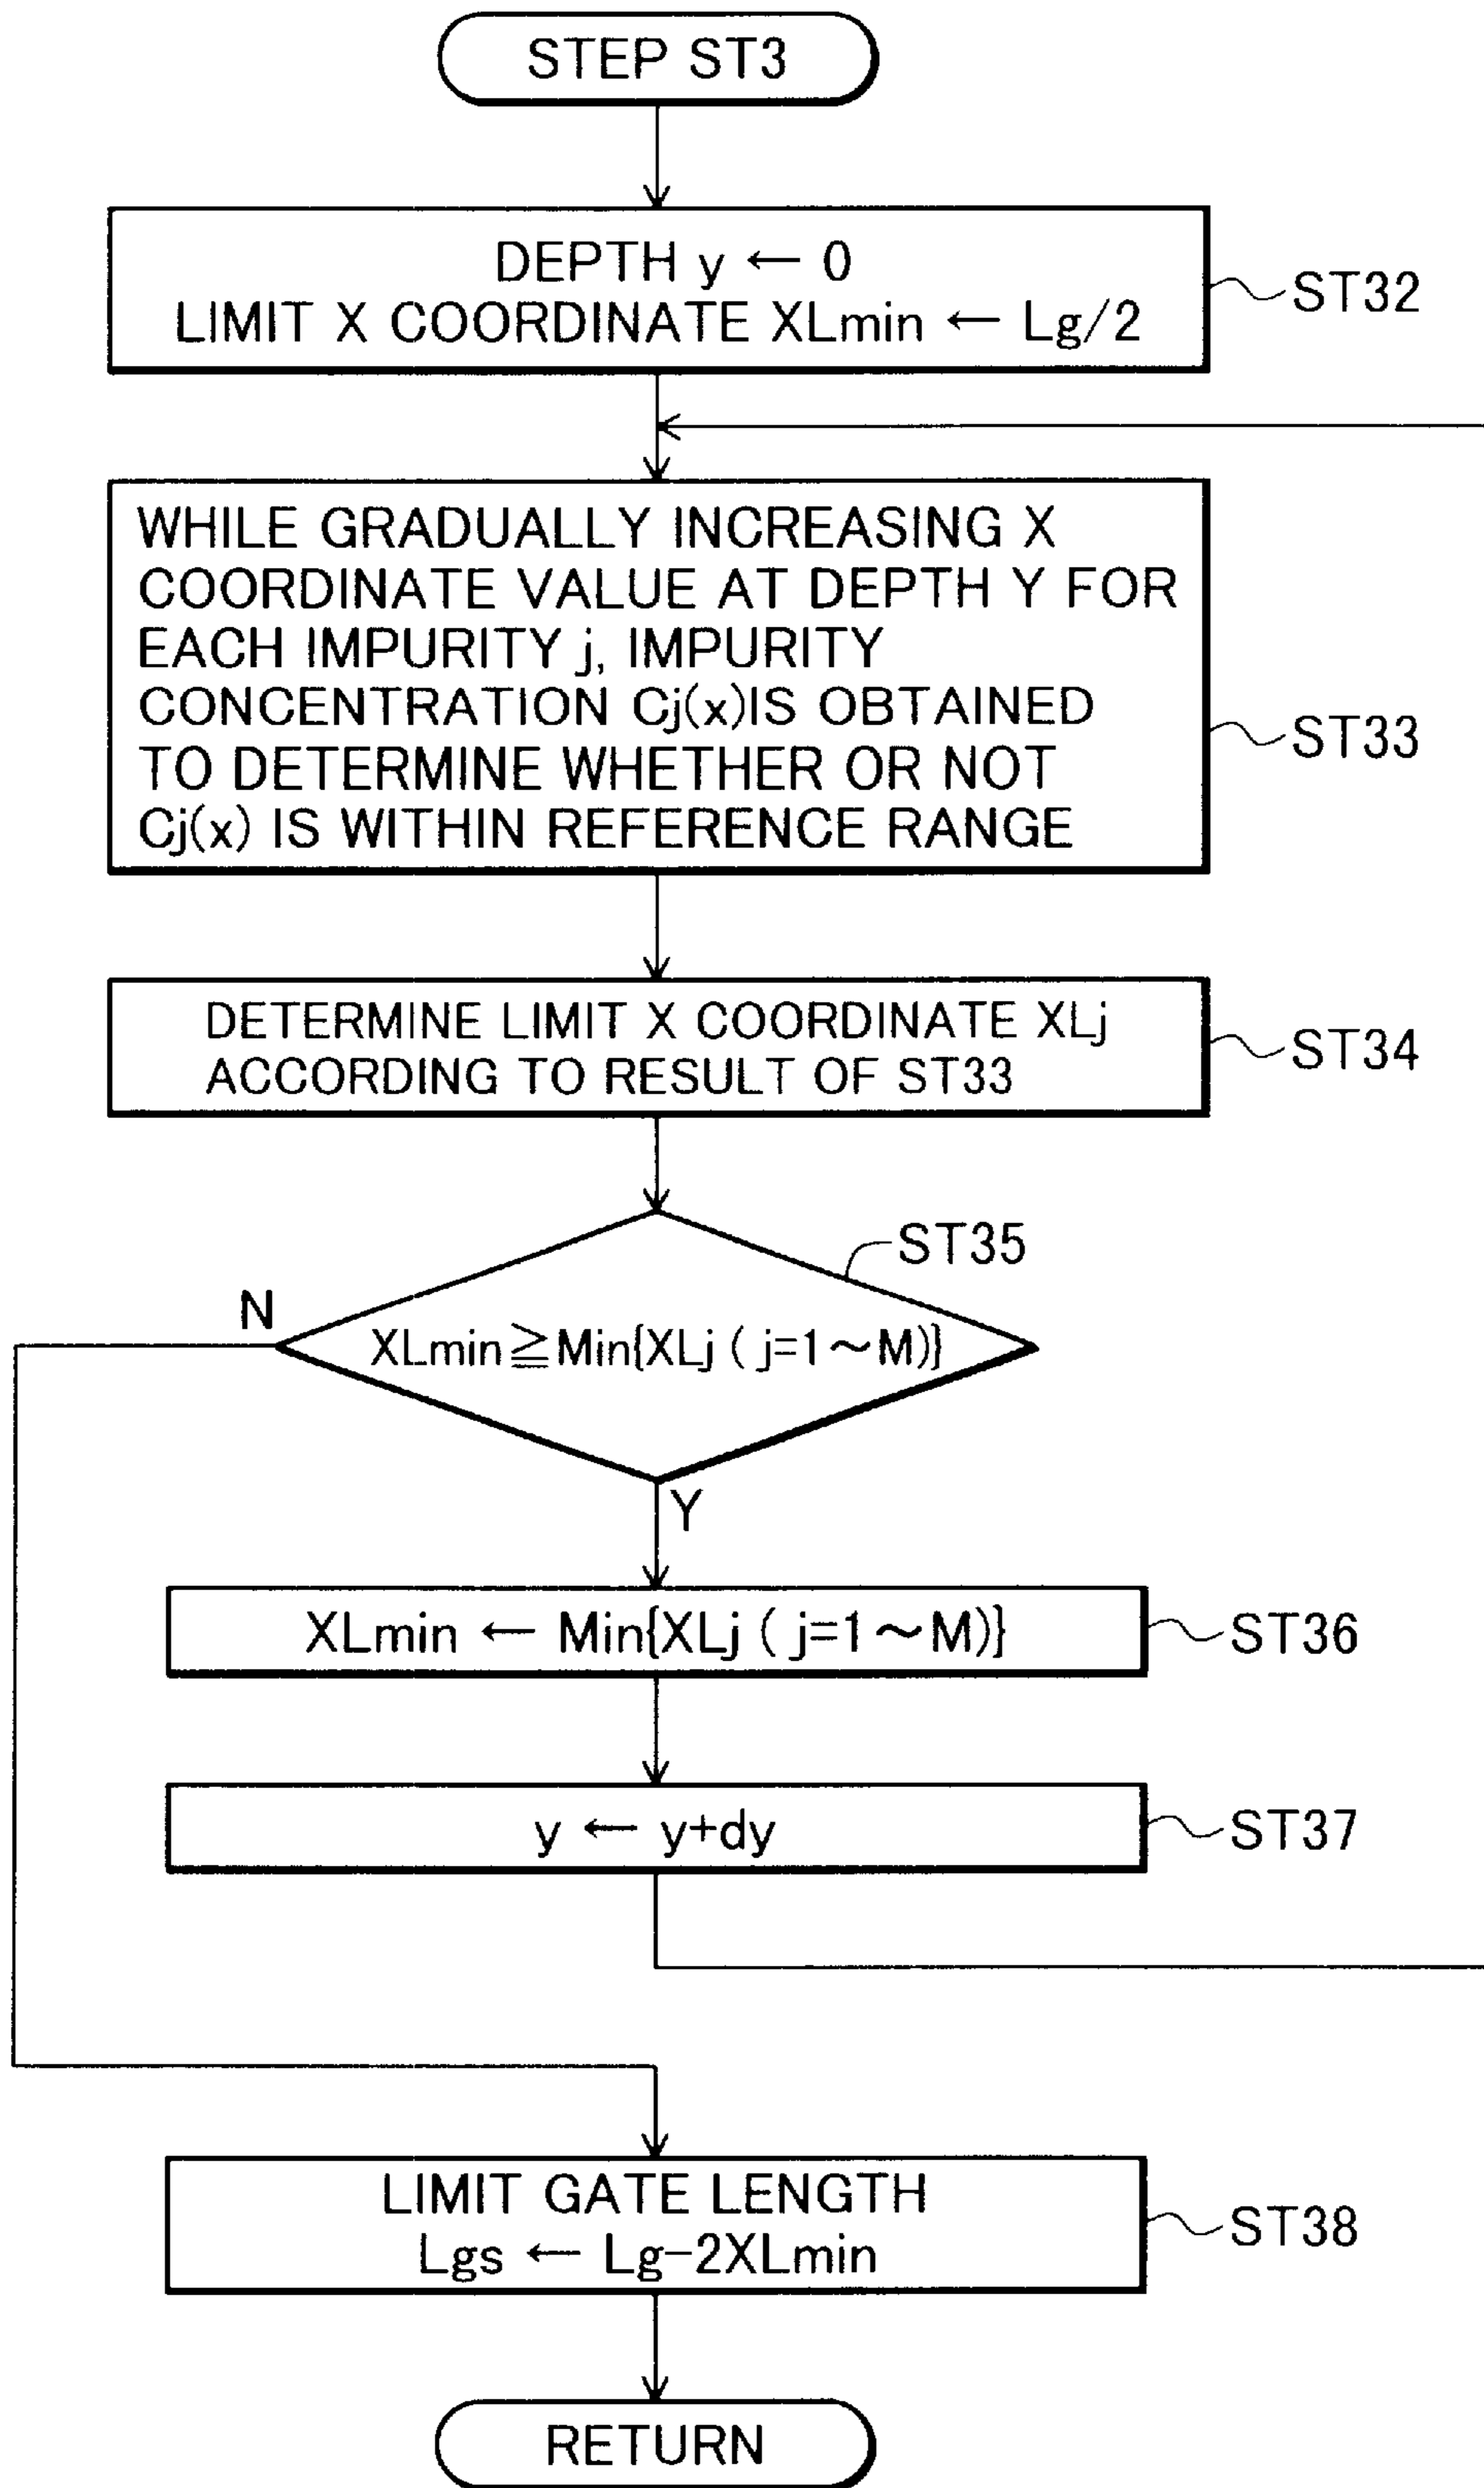 STEP ST3
DEPTH y ← 0
LIMIT X COORDINATE XLmin ← Lg/2
ST32
WHILE GRADUALLY INCREASING X
COORDINATE VALUE AT DEPTH Y FOR
EACH IMPURITY j, IMPURITY
CONCENTRATION Cj(x)IS OBTAINED
TO DETERMINE WHETHER OR NOT
Cj(x) IS WITHIN REFERENCE RANGE
ST33
DETERMINE LIMIT X COORDINATE XLj
ACCORDING TO RESULT OF ST33
ST34
ST35
N
XLmin≧Min{XLj ( j=1～M)}
Y
XLmin ← Min{XLj ( j=1～M)}
ST36
y ← y+dy
ST37
LIMIT GATE LENGTH
Lgs ← Lg-2XLmin
ST38
RETURN